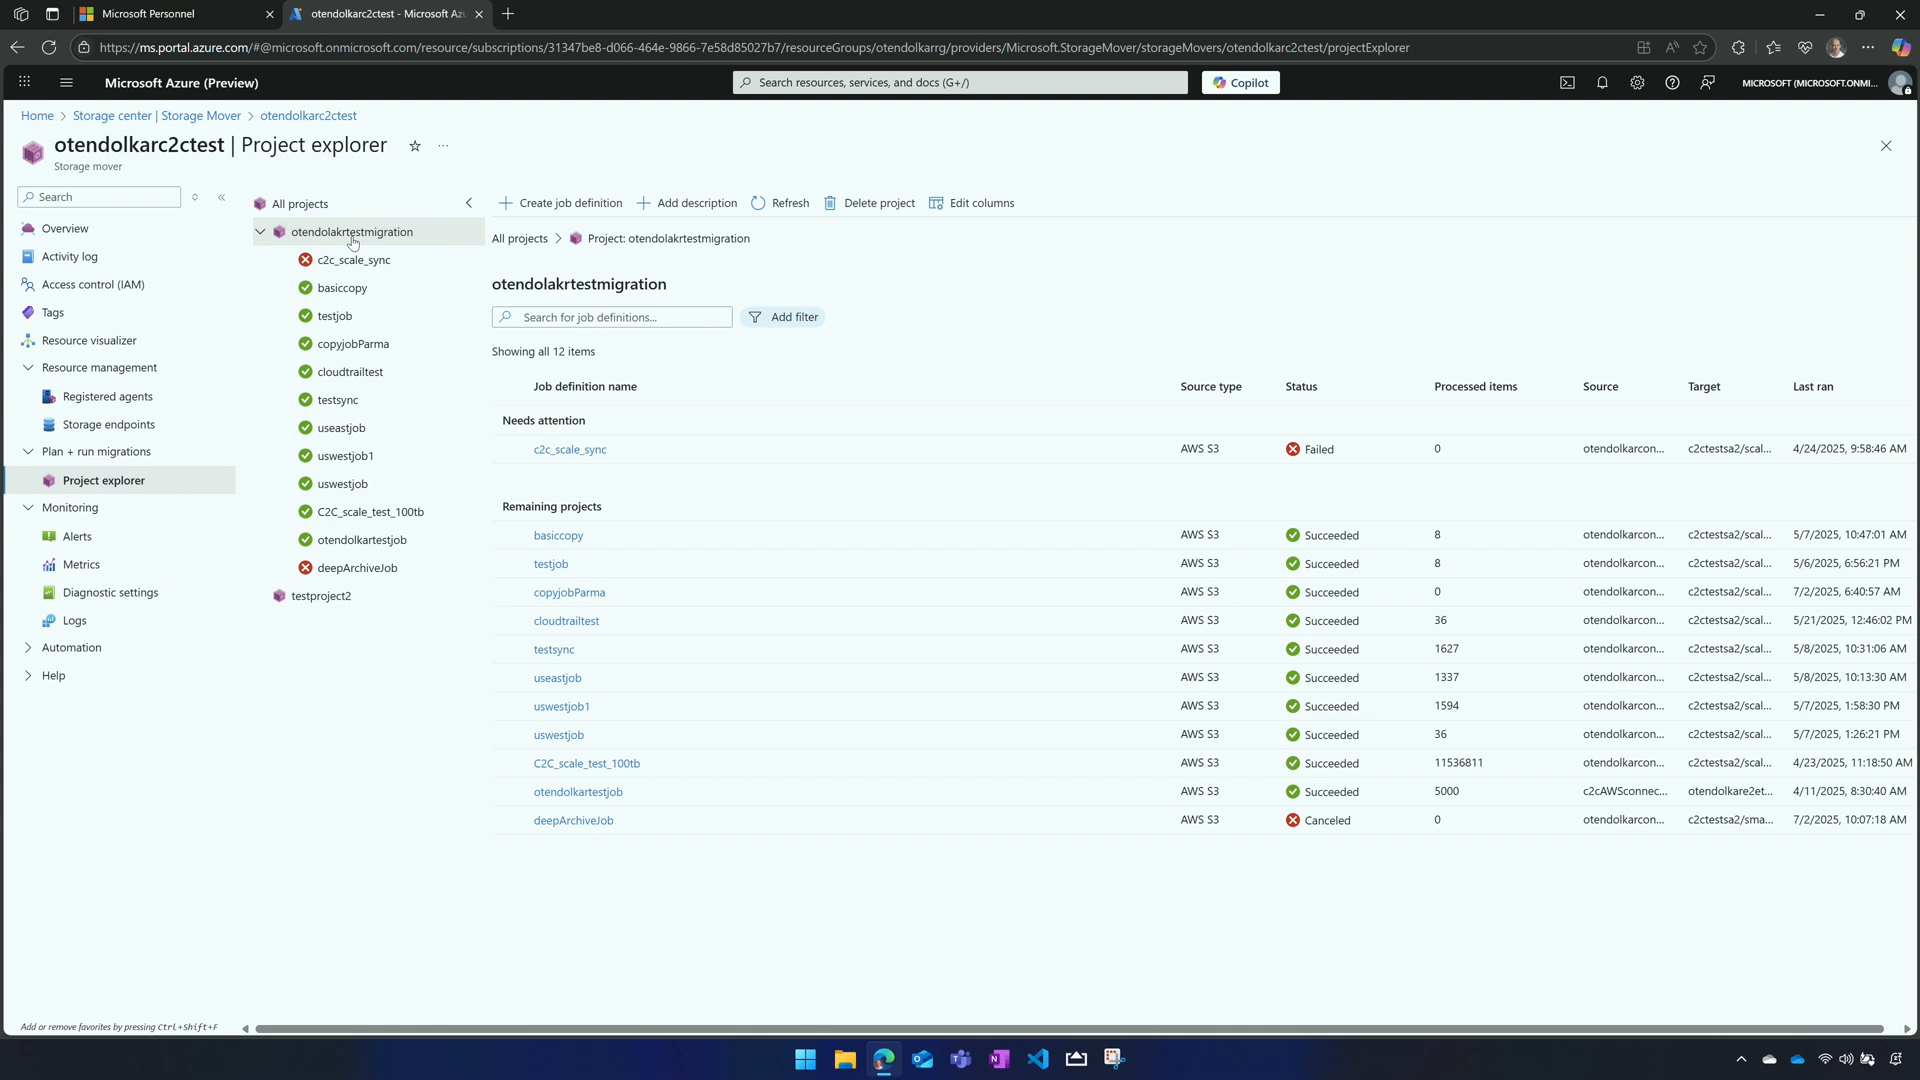 Microsoft Personnel
otendolkarc2ctest - Microsoft Azu
https://ms.portal.azure.com/#@microsoft.onmicrosoft.com/resource/subscriptions/31347be8-d066-464e-9866-7e58d85027b7/resourceGroups/otendolkarrg/providers/Microsoft.StorageMover/storageMovers/otendolkarc2ctest/projectExplorer
Microsoft Azure (Preview)
Search resources, services, and docs (G+/)
Copilot
MICROSOFT (MICROSOFT.ONMI...
Home > Storage center | Storage Mover > otendolkarc2ctest
otendolkarc2ctest | Project explorer
Storage mover
Search
Overview
Activity log
Access control (IAM)
Tags
Resource visualizer
Resource management
Registered agents
Storage endpoints
Plan + run migrations
Project explorer
Monitoring
Alerts
Metrics
Diagnostic settings
Logs
Automation
Help
Add or remove favorites by pressing Ctrl+Shift+F
All projects
otendolakrtestmigration
c2c_scale_sync
basiccopy
testjob
copyjobParma
cloudtrailtest
testsync
useastjob
uswestjob1
uswestjob
C2C_scale_test_100tb
otendolkartestjob
deepArchiveJob
testproject2
Create job definition Add description Refresh Delete project Edit columns
All projects > Project: otendolakrtestmigration
otendolakrtestmigration
Search for job definitions... Add filter
Showing all 12 items
Job definition name Source type Status Processed items Source Target Last ran
Needs attention
c2c_scale_sync AWS S3 Failed 0 otendolkarcon... c2ctestsa2/scal... 4/24/2025, 9:58:46 AM
Remaining projects
basiccopy AWS S3 Succeeded 8 otendolkarcon... c2ctestsa2/scal... 5/7/2025, 10:47:01 AM
testjob AWS S3 Succeeded 8 otendolkarcon... c2ctestsa2/scal... 5/6/2025, 6:56:21 PM
copyjobParma AWS S3 Succeeded 0 otendolkarcon... c2ctestsa2/scal... 7/2/2025, 6:40:57 AM
cloudtrailtest AWS S3 Succeeded 36 otendolkarcon... c2ctestsa2/scal... 5/21/2025, 12:46:02 PM
testsync AWS S3 Succeeded 1627 otendolkarcon... c2ctestsa2/scal... 5/8/2025, 10:31:06 AM
useastjob AWS S3 Succeeded 1337 otendolkarcon... c2ctestsa2/scal... 5/8/2025, 10:13:30 AM
uswestjob1 AWS S3 Succeeded 1594 otendolkarcon... c2ctestsa2/scal... 5/7/2025, 1:58:30 PM
uswestjob AWS S3 Succeeded 36 otendolkarcon... c2ctestsa2/scal... 5/7/2025, 1:26:21 PM
C2C_scale_test_100tb AWS S3 Succeeded 11536811 otendolkarcon... c2ctestsa2/scal... 4/23/2025, 11:18:50 AM
otendolkartestjob AWS S3 Succeeded 5000 c2cAWSconnec... otendolkare2et... 4/11/2025, 8:30:40 AM
deepArchiveJob AWS S3 Canceled 0 otendolkarcon... c2ctestsa2/sma... 7/2/2025, 10:07:18 AM